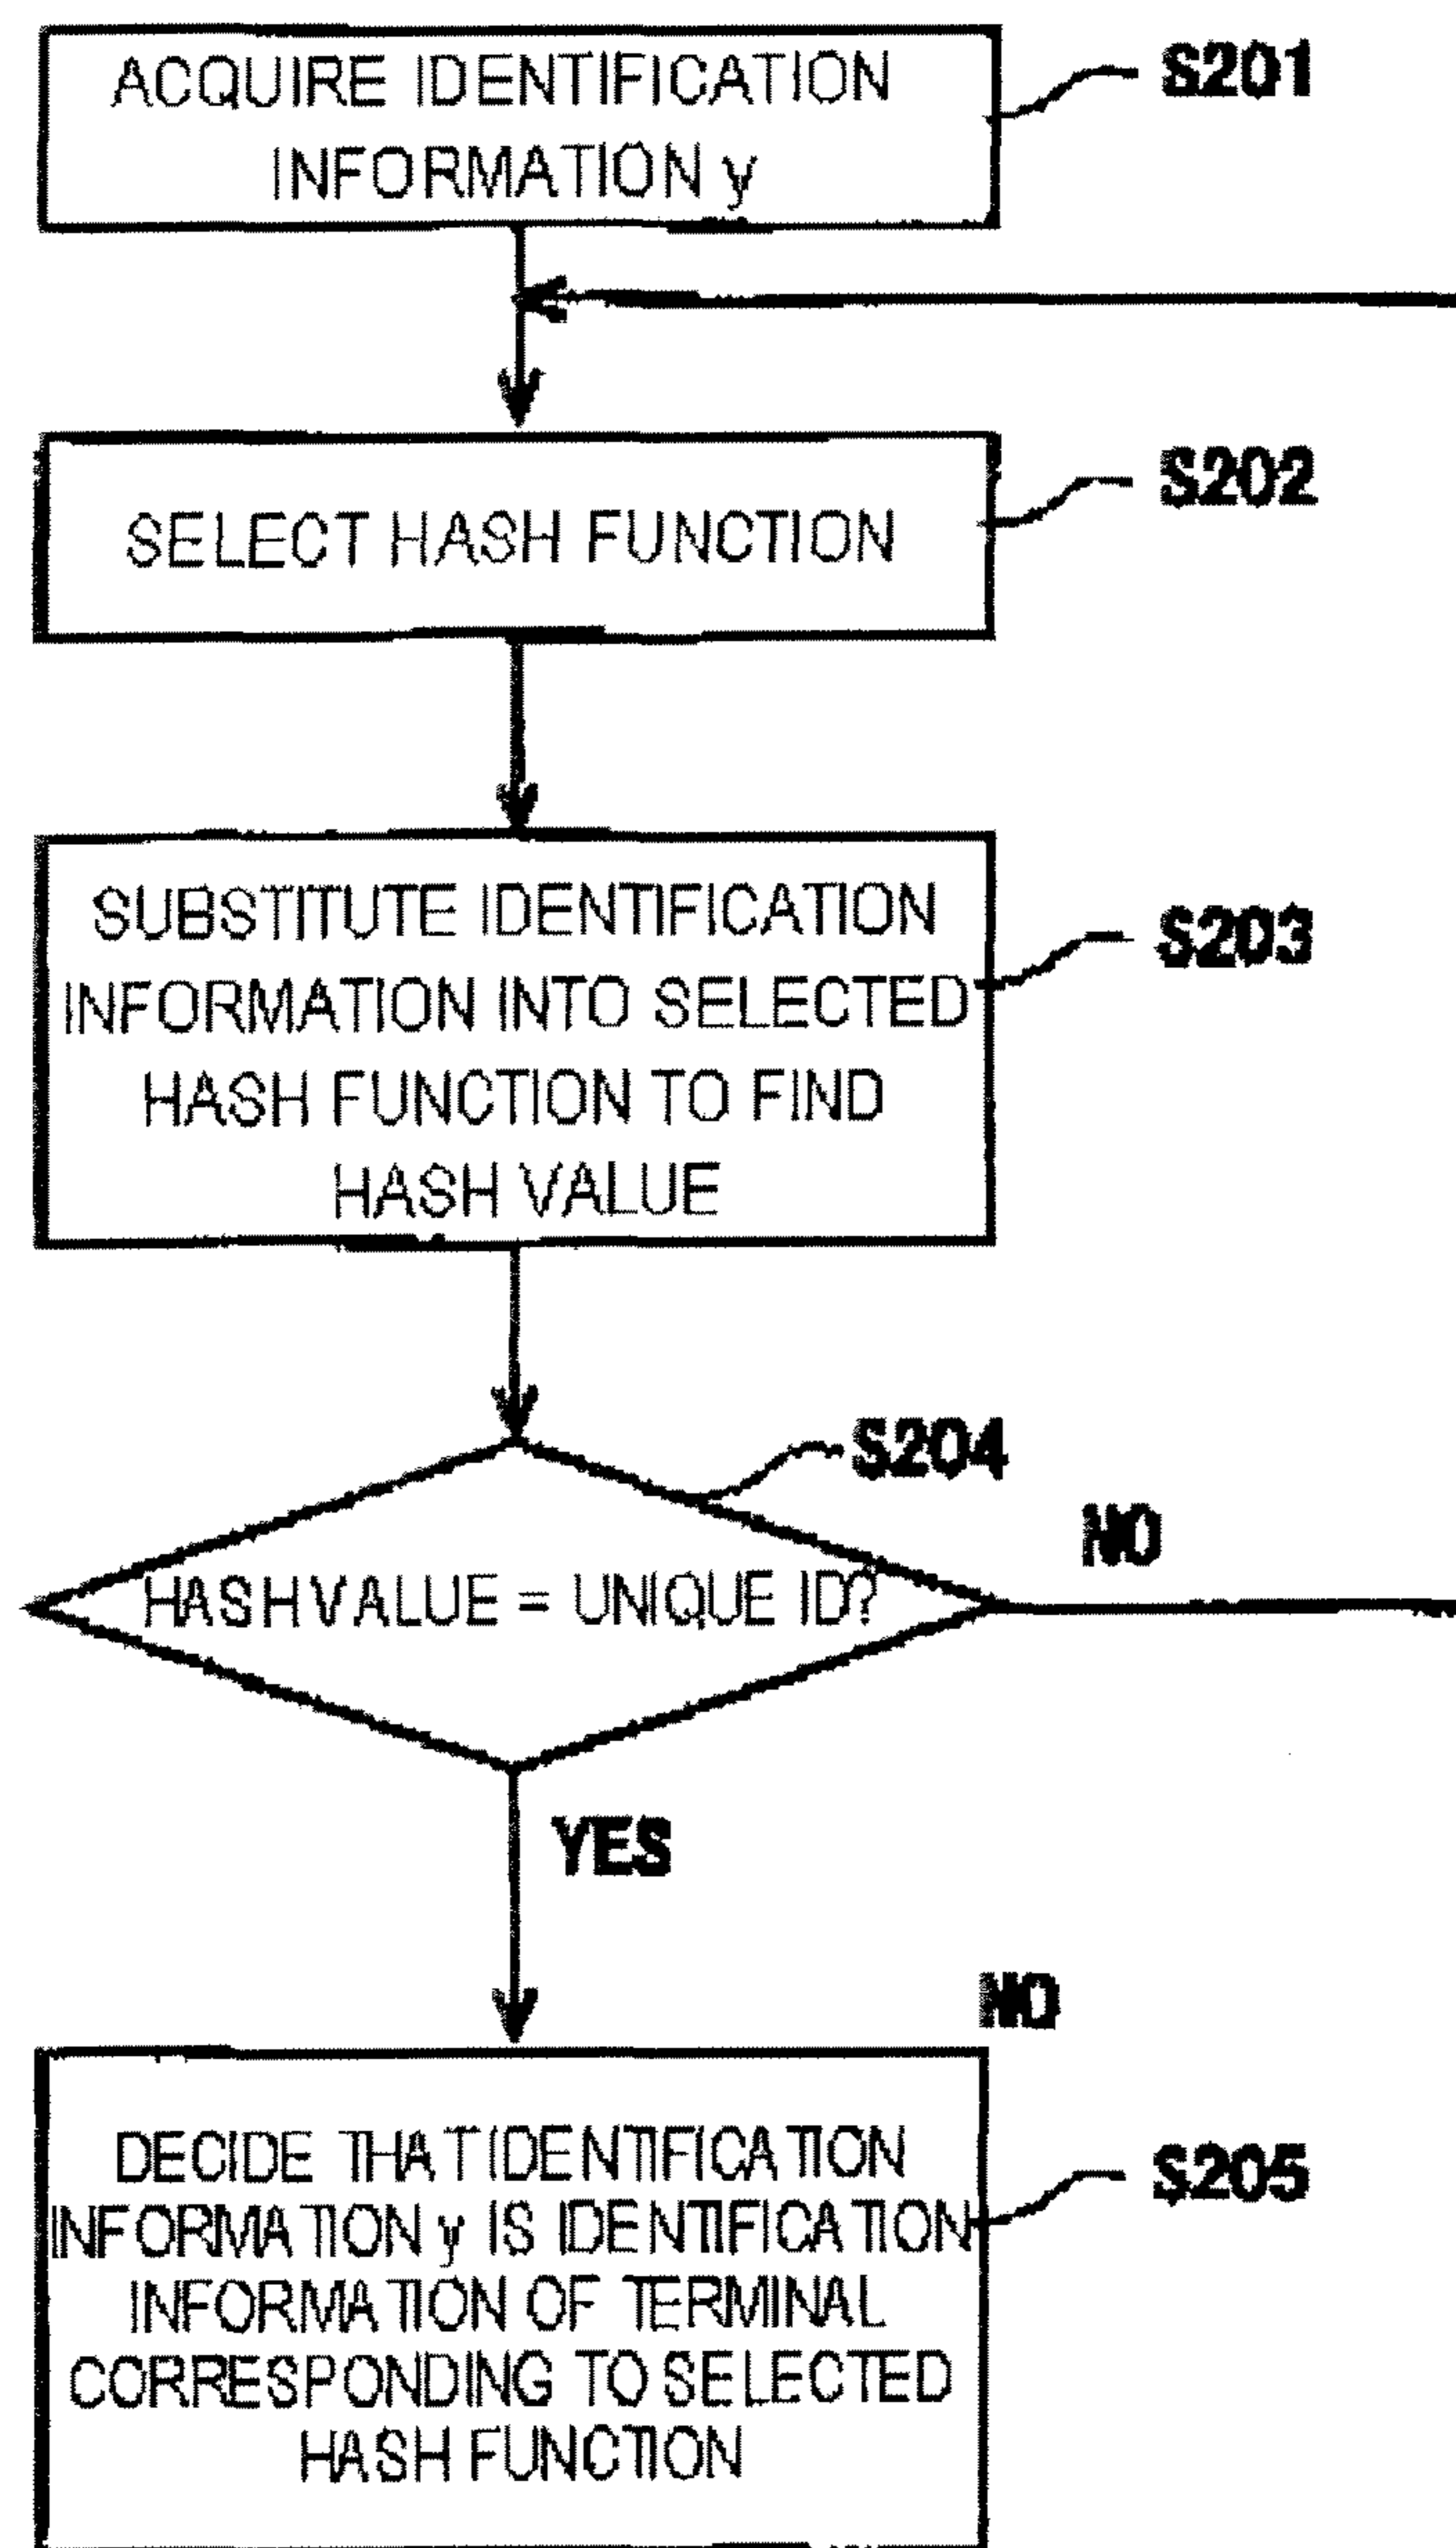 ACQUIRE IDENTIFICATION
INFORMATION y
S201
SELECT HASH FUNCTION
S202
SUBSTITUTE IDENTIFICATION
INFORMATION INTO SELECTED
HASH FUNCTION TO FIND
HASH VALUE
S203
S204
HASH VALUE = UNIQUE ID?
NO
YES
NO
DECIDE THAT IDENTIFICATION
INFORMATION y IS IDENTIFICATION
INFORMATION OF TERMINAL
CORRESPONDING TO SELECTED
HASH FUNCTION
S205